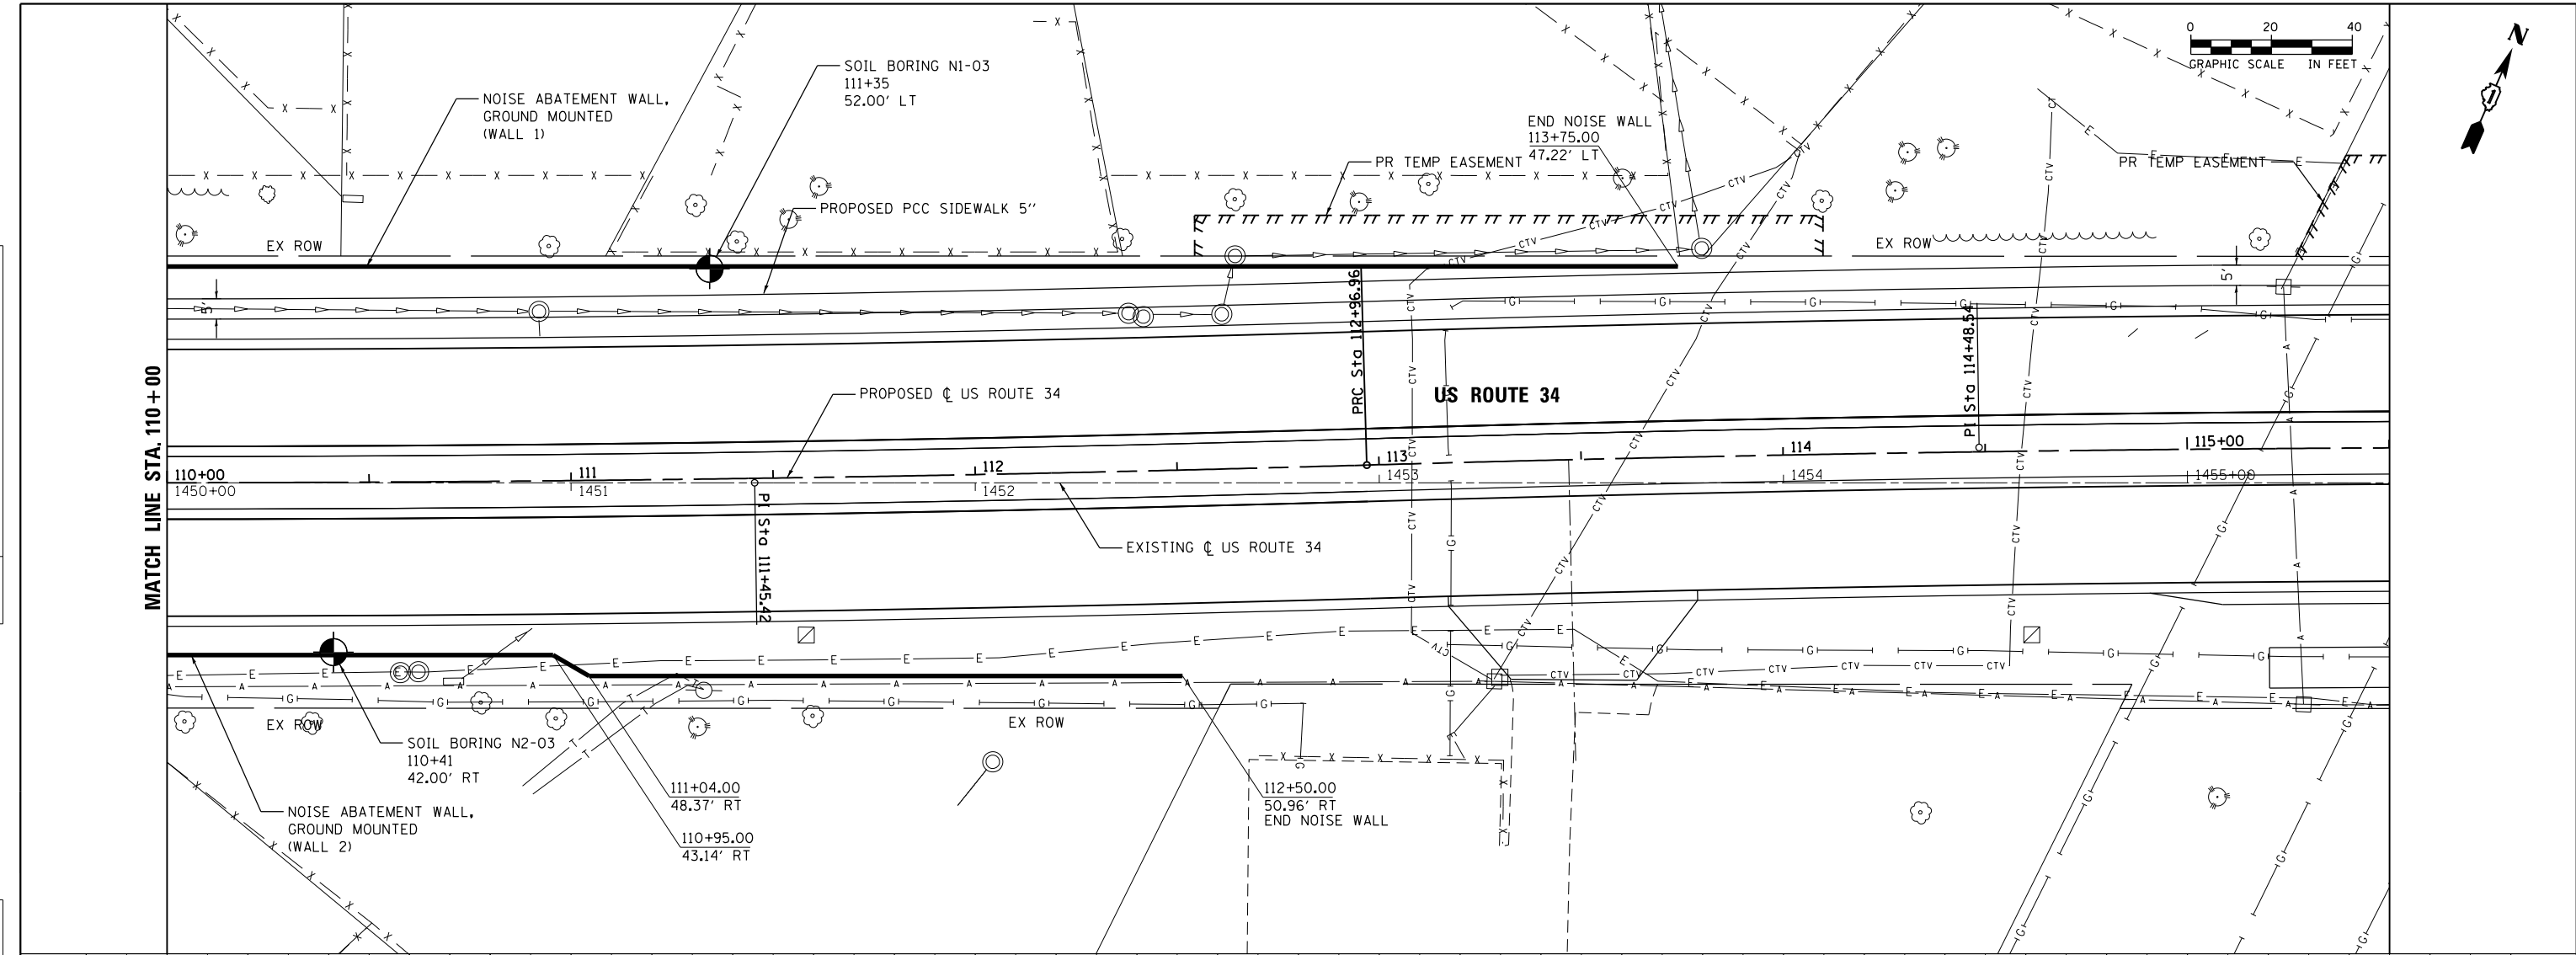 0 20 40
GRAPHIC SCALE IN FEET
N
SOIL BORING N1-03
111+35
52.00' LT
NOISE ABATEMENT WALL,
GROUND MOUNTED
(WALL 1)
END NOISE WALL
113+75.00
47.22' LT
PR TEMP EASEMENT
PR TEMP EASEMENT
PROPOSED PCC SIDEWALK 5''
EX ROW
EX ROW
5'
5'
MATCH LINE STA. 110+00
PRC Sta 112+96.96
PI Sta 114+48.54
PROPOSED ℄ US ROUTE 34
US ROUTE 34
110+00 111 112 113 114 115+00
1450+00 1451 1452 1453 1454 1455+00
PI Sta 111+45.42
EXISTING ℄ US ROUTE 34
EX ROW
EX ROW
SOIL BORING N2-03
110+41
42.00' RT
111+04.00
48.37' RT
112+50.00
50.96' RT
END NOISE WALL
NOISE ABATEMENT WALL,
GROUND MOUNTED
(WALL 2)
110+95.00
43.14' RT